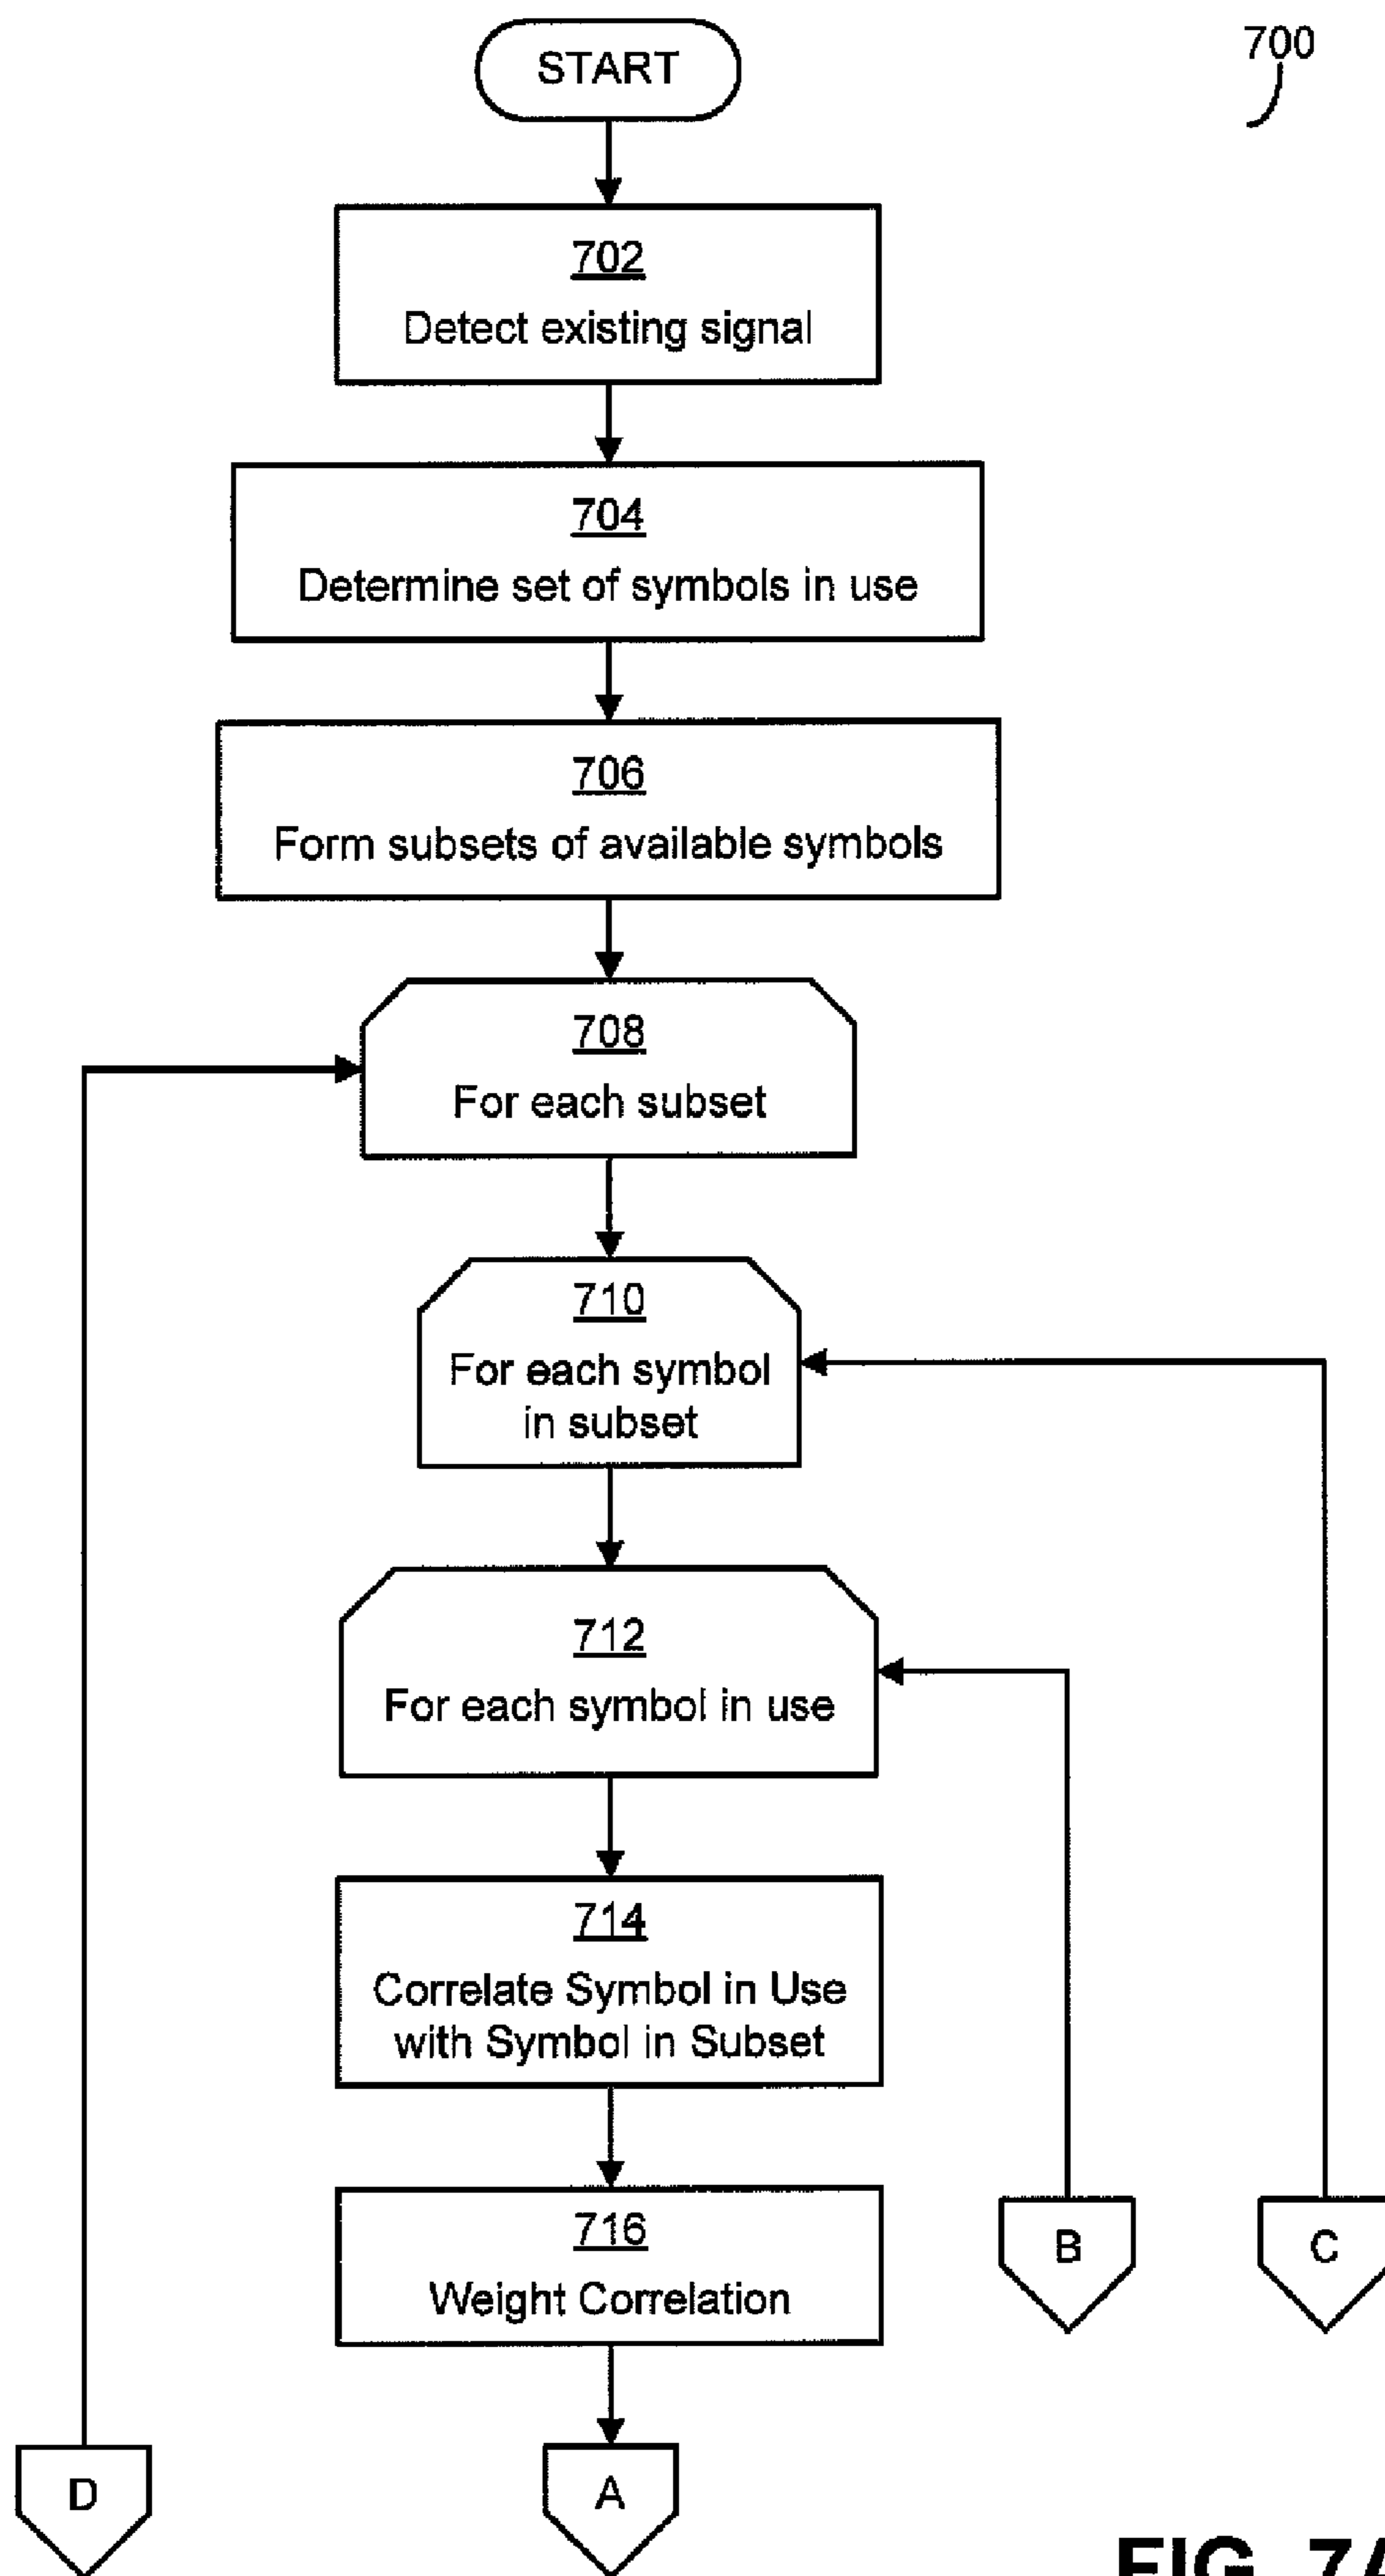 START
700
702
Detect existing signal
704
Determine set of symbols in use
706
Form subsets of available symbols
708
For each subset
710
For each symbol
in subset
712
For each symbol in use
714
Correlate Symbol in Use
with Symbol in Subset
716
Weight Correlation
B
C
D
A
FIG. 7A